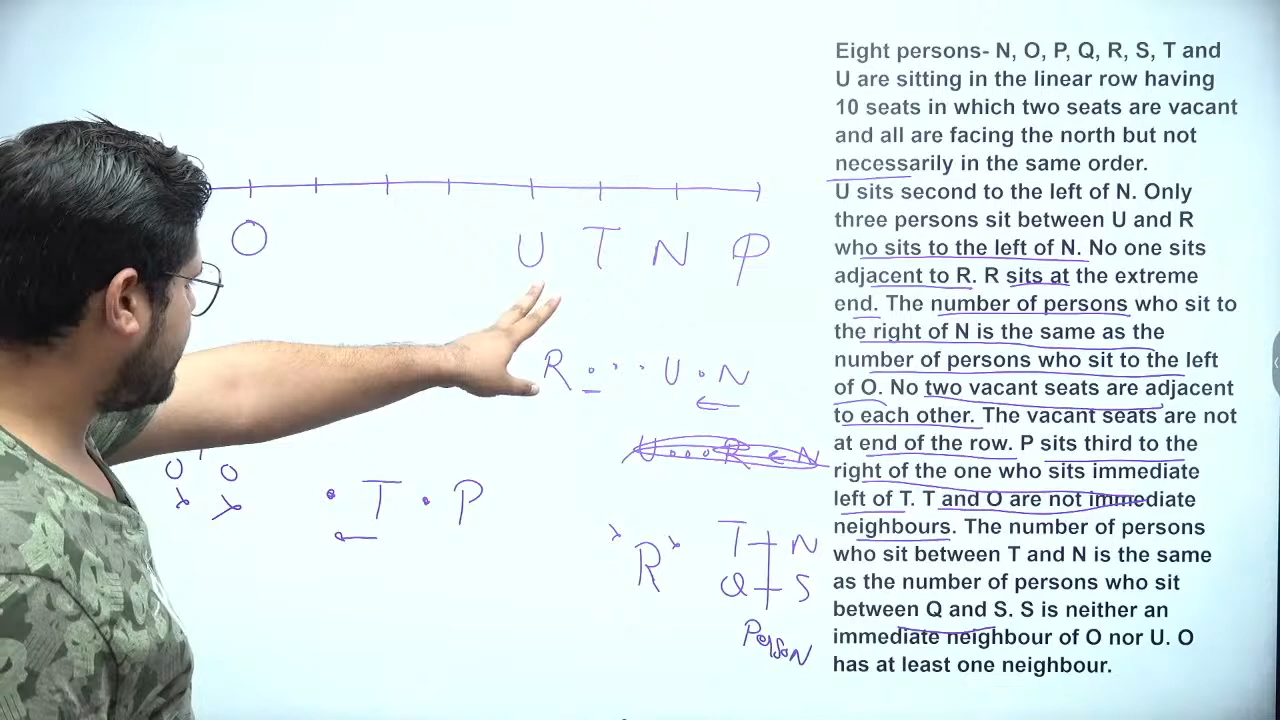 Eight persons- N, O, P, Q, R, S, T and
U are sitting in the linear row having
10 seats in which two seats are vacant
and all are facing the north but not
necessarily in the same order.
U sits second to the left of N. Only
three persons sit between U and R
who sits to the left of N. No one sits
adjacent to R. R sits at the extreme
end. The number of persons who sit to
the right of N is the same as the
number of persons who sit to the left
of O. No two vacant seats are adjacent
to each other. The vacant seats are not
at end of the row. P sits third to the
right of the one who sits immediate
left of T. T and O are not immediate
neighbours. The number of persons
who sit between T and N is the same
as the number of persons who sit
between Q and S. S is neither an
immediate neighbour of O nor U. O
has at least one neighbour.
O U T N P
R . . . U . N
U . . . R ← N
O O
. T . P
R T N
Q S
Person